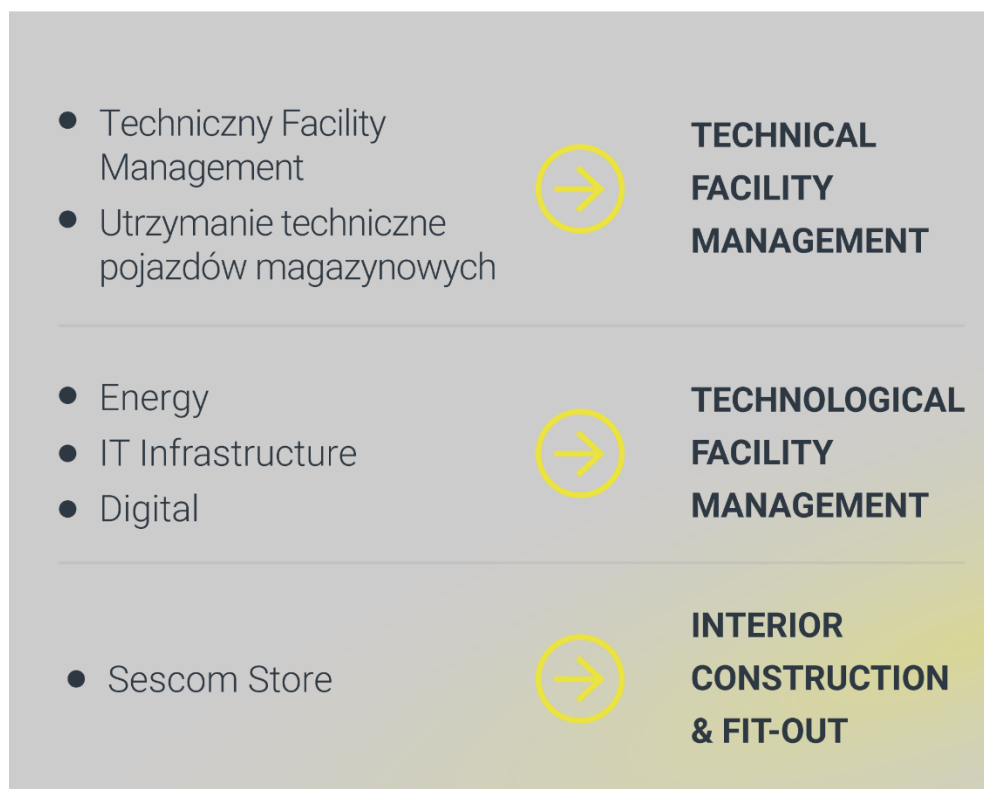 Techniczny Facility
Management
Utrzymanie techniczne
pojazdów magazynowych
TECHNICAL
FACILITY
MANAGEMENT
Energy
IT Infrastructure
Digital
TECHNOLOGICAL
FACILITY
MANAGEMENT
Sescom Store
INTERIOR
CONSTRUCTION
& FIT-OUT